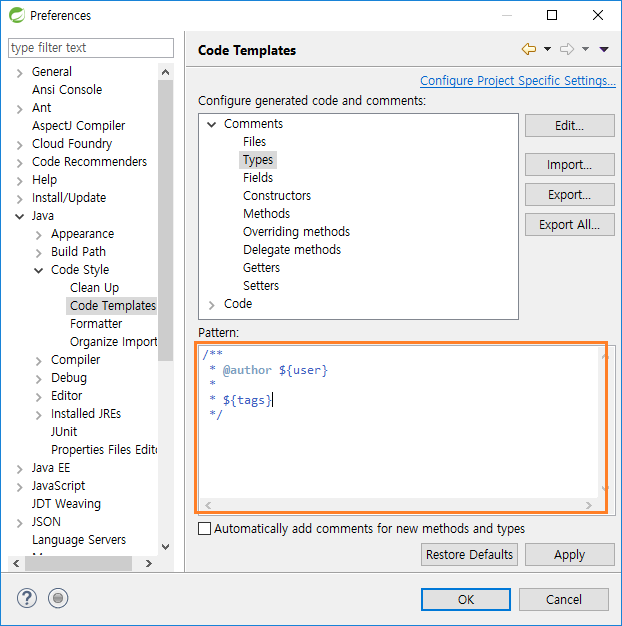 Preferences
type filter text
General
Ansi Console
Ant
AspectJ Compiler
Cloud Foundry
Code Recommenders
Help
Install/Update
Java
Appearance
Build Path
Code Style
Clean Up
Code Templates
Formatter
Organize Import
Compiler
Debug
Editor
Installed JREs
JUnit
Properties Files Edito
Java EE
JavaScript
JDT Weaving
JSON
Language Servers
Code Templates
Configure Project Specific Settings...
Configure generated code and comments:
Comments
Files
Types
Fields
Constructors
Methods
Overriding methods
Delegate methods
Getters
Setters
Code
Edit...
Import...
Export...
Export All...
Pattern:
/**
* @author ${user}
*
* ${tags}
*/
Automatically add comments for new methods and types
Restore Defaults
Apply
?
OK
Cancel